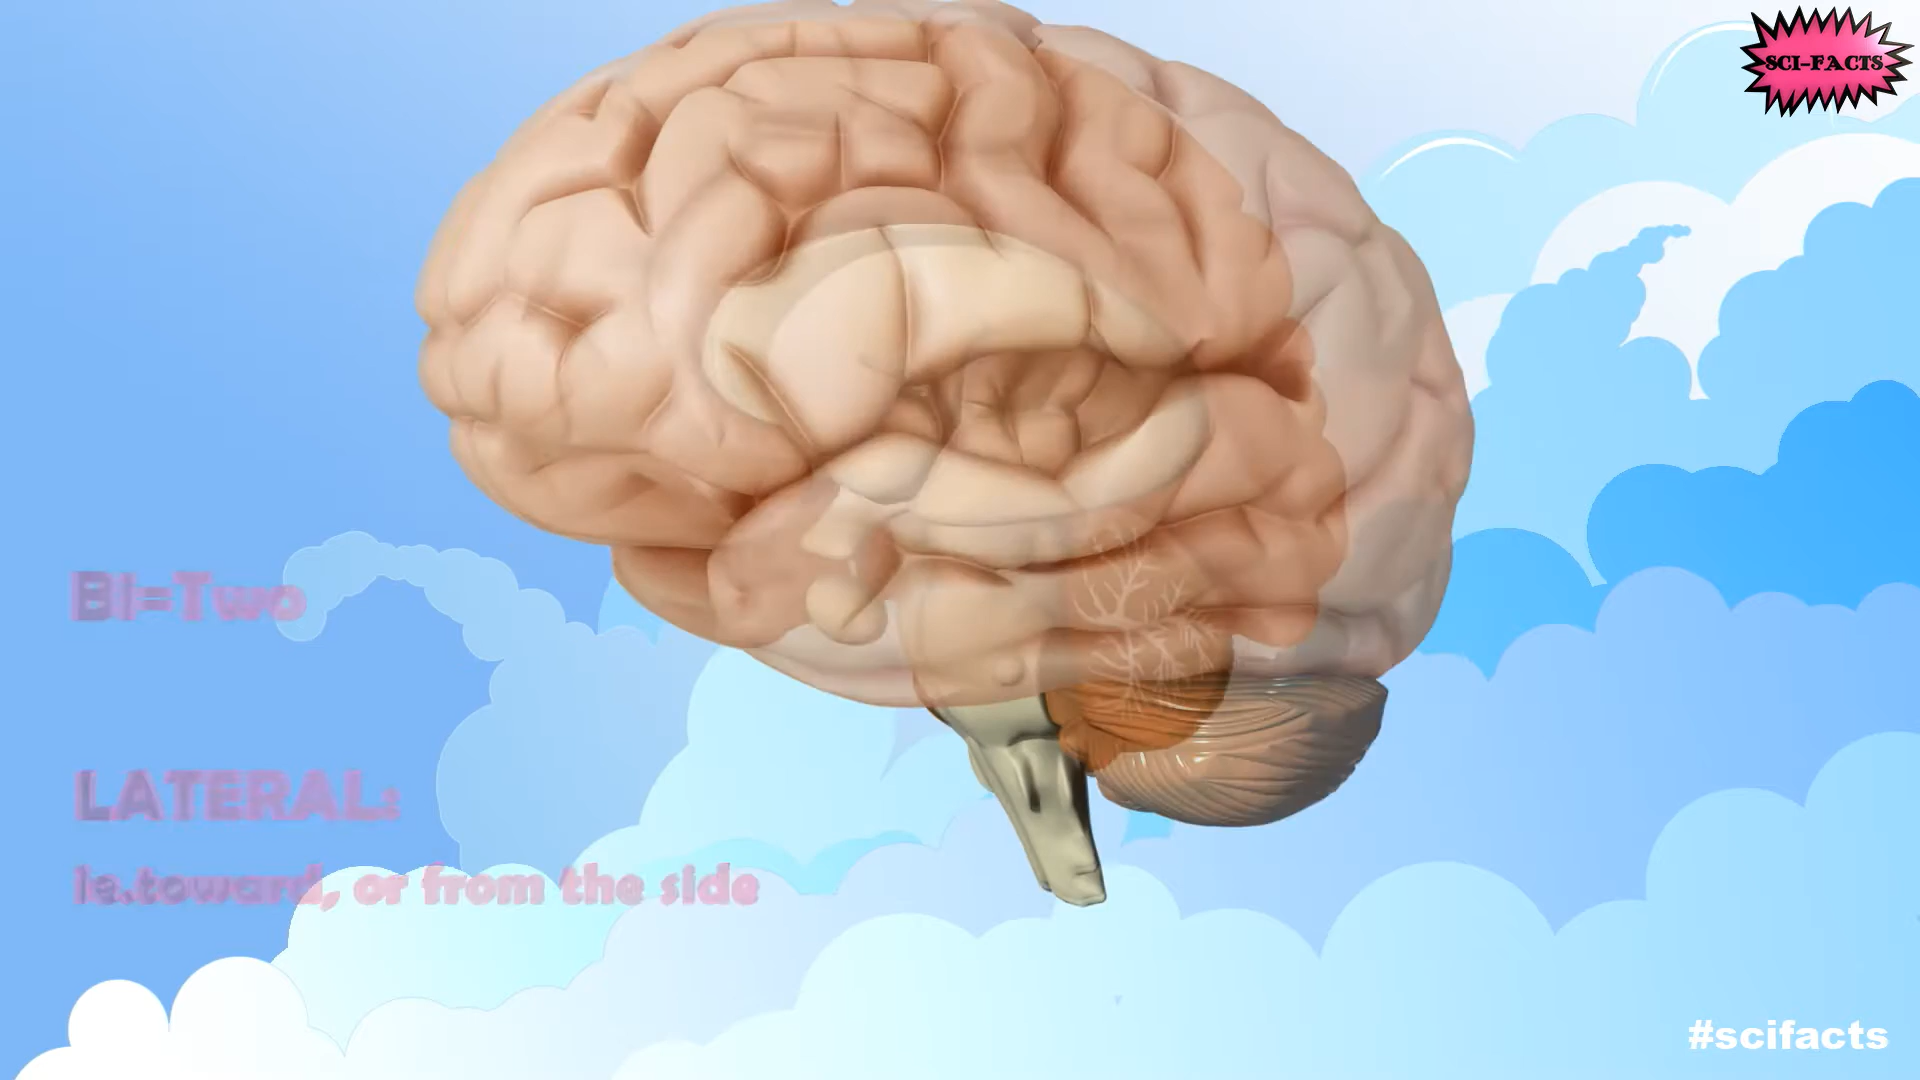 SCI-FACTS
BI=Two
LATERAL:
ie.toward, or from the side
#scifacts